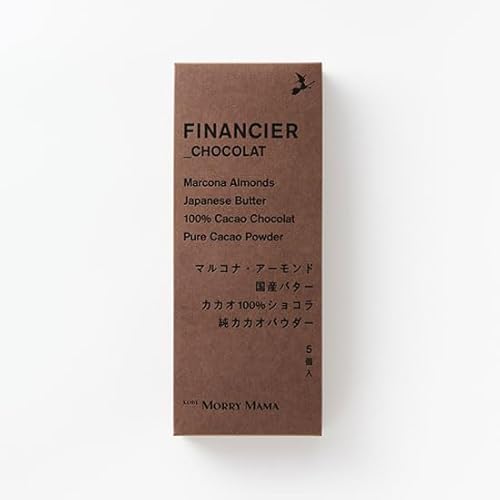 FINANCIER
_CHOCOLAT
Marcona Almonds
Japanese Butter
100% Cacao Chocolat
Pure Cacao Powder
マルコナ・アーモンド
国産バター
カカオ100%ショコラ
純カカオパウダー
5個入
KOBE MORRY MAMA